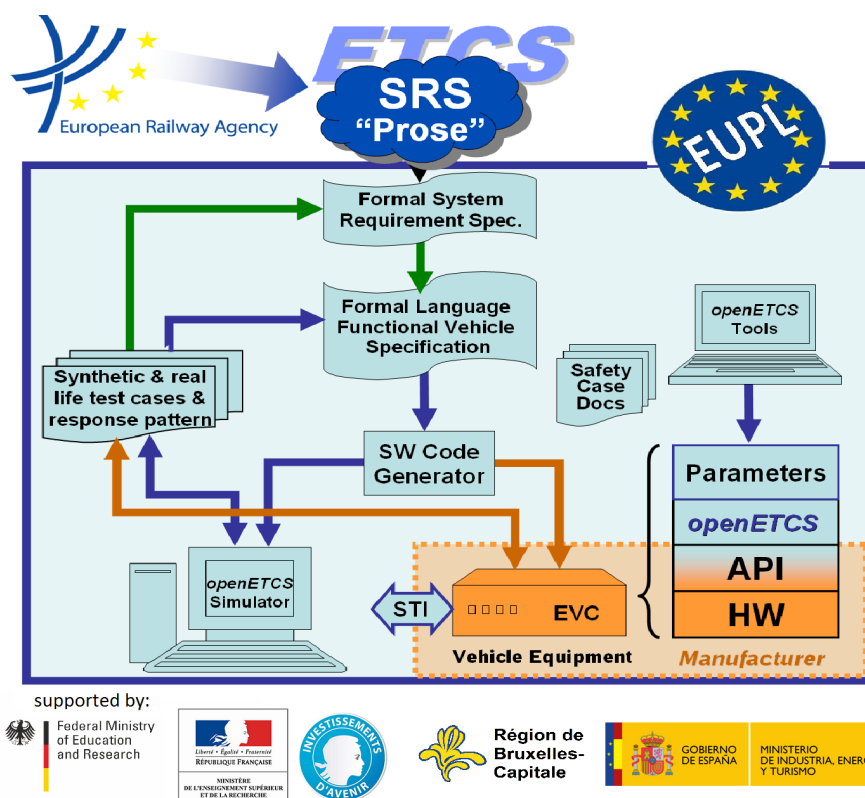 ETCS
SRS
“Prose”
European Railway Agency
EUPL
Formal System
Requirement Spec.
Formal Language
Functional Vehicle
Specification
openETCS
Tools
Synthetic & real
life test cases &
response pattern
Safety
Case
Docs
SW Code
Generator
Parameters
openETCS
API
HW
openETCS
Simulator
STI
EVC
Vehicle Equipment
Manufacturer
supported by:
Federal Ministry
of Education
and Research
Liberté • Égalité • Fraternité
RÉPUBLIQUE FRANÇAISE
MINISTÈRE
DE L'ENSEIGNEMENT SUPÉRIEUR
ET DE LA RECHERCHE
INVESTISSEMENTS
D'AVENIR
Région de
Bruxelles-
Capitale
GOBIERNO
DE ESPAÑA
MINISTERIO
DE INDUSTRIA, ENERG
Y TURISMO